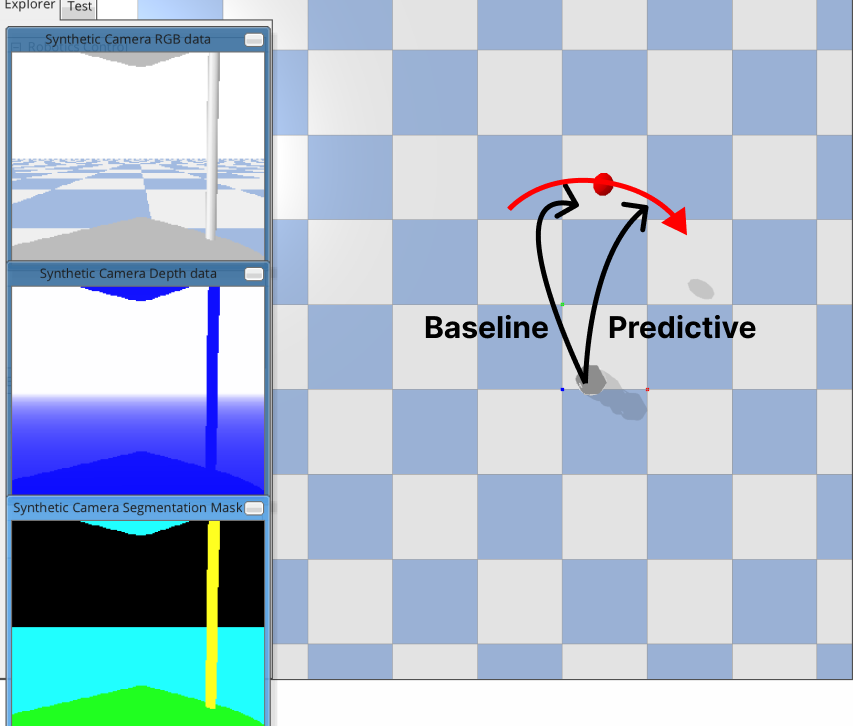 Explorer
Test
Synthetic Camera RGB data
Synthetic Camera Depth data
Synthetic Camera Segmentation Mask
Baseline
Predictive